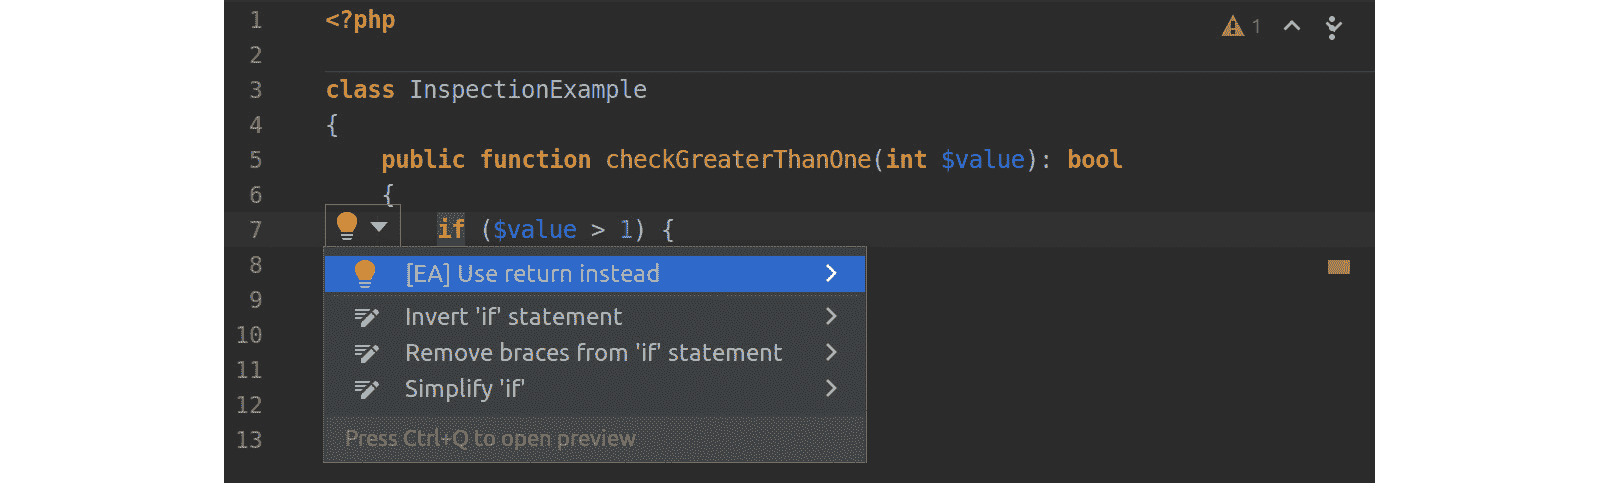 1 <?php
⚠ 1
2
3 class InspectionExample
4 {
5 public function checkGreaterThanOne(int $value): bool
6 {
7 if ($value > 1) {
8 [EA] Use return instead
9 Invert 'if' statement
10 Remove braces from 'if' statement
11 Simplify 'if'
12
13 Press Ctrl+Q to open preview